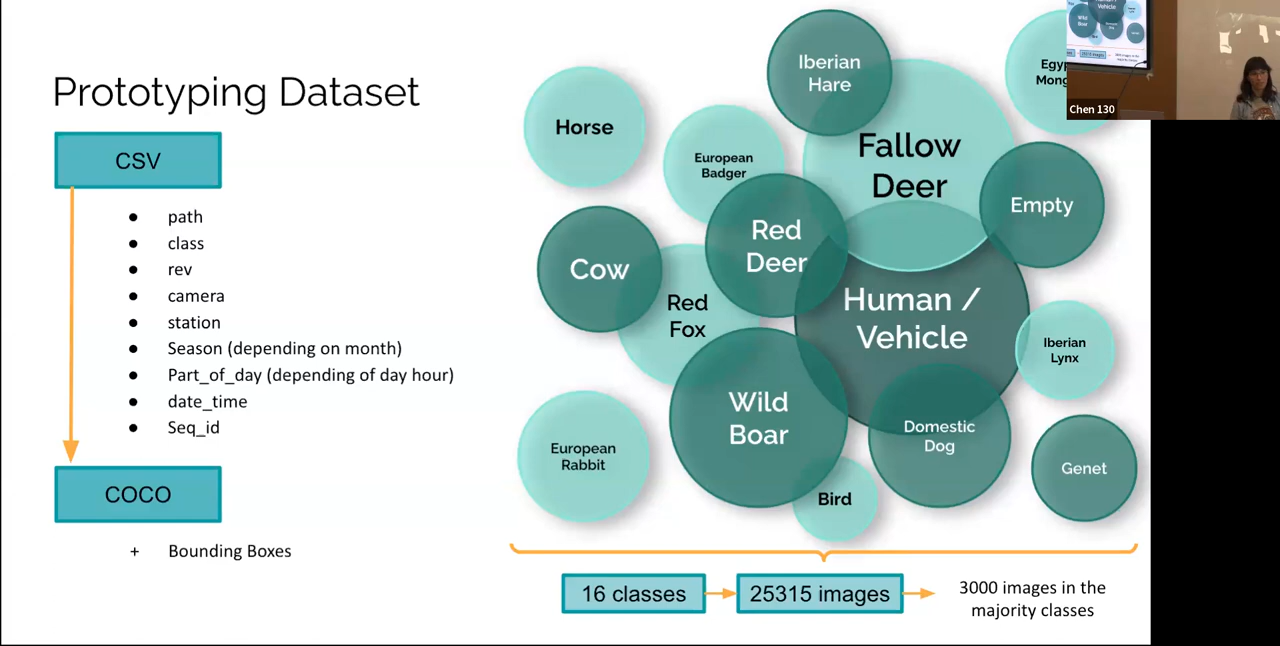 Prototyping Dataset
CSV
● path
● class
● rev
● camera
● station
● Season (depending on month)
● Part_of_day (depending of day hour)
● date_time
● Seq_id
COCO
+ Bounding Boxes
Horse
European
Badger
Iberian
Hare
Fallow
Deer
Egyp
Mong
Chen 130
Cow
Red
Deer
Empty
Red
Fox
Human /
Vehicle
Iberian
Lynx
Wild
Boar
European
Rabbit
Domestic
Dog
Bird
Genet
16 classes
25315 images
3000 images in the
majority classes